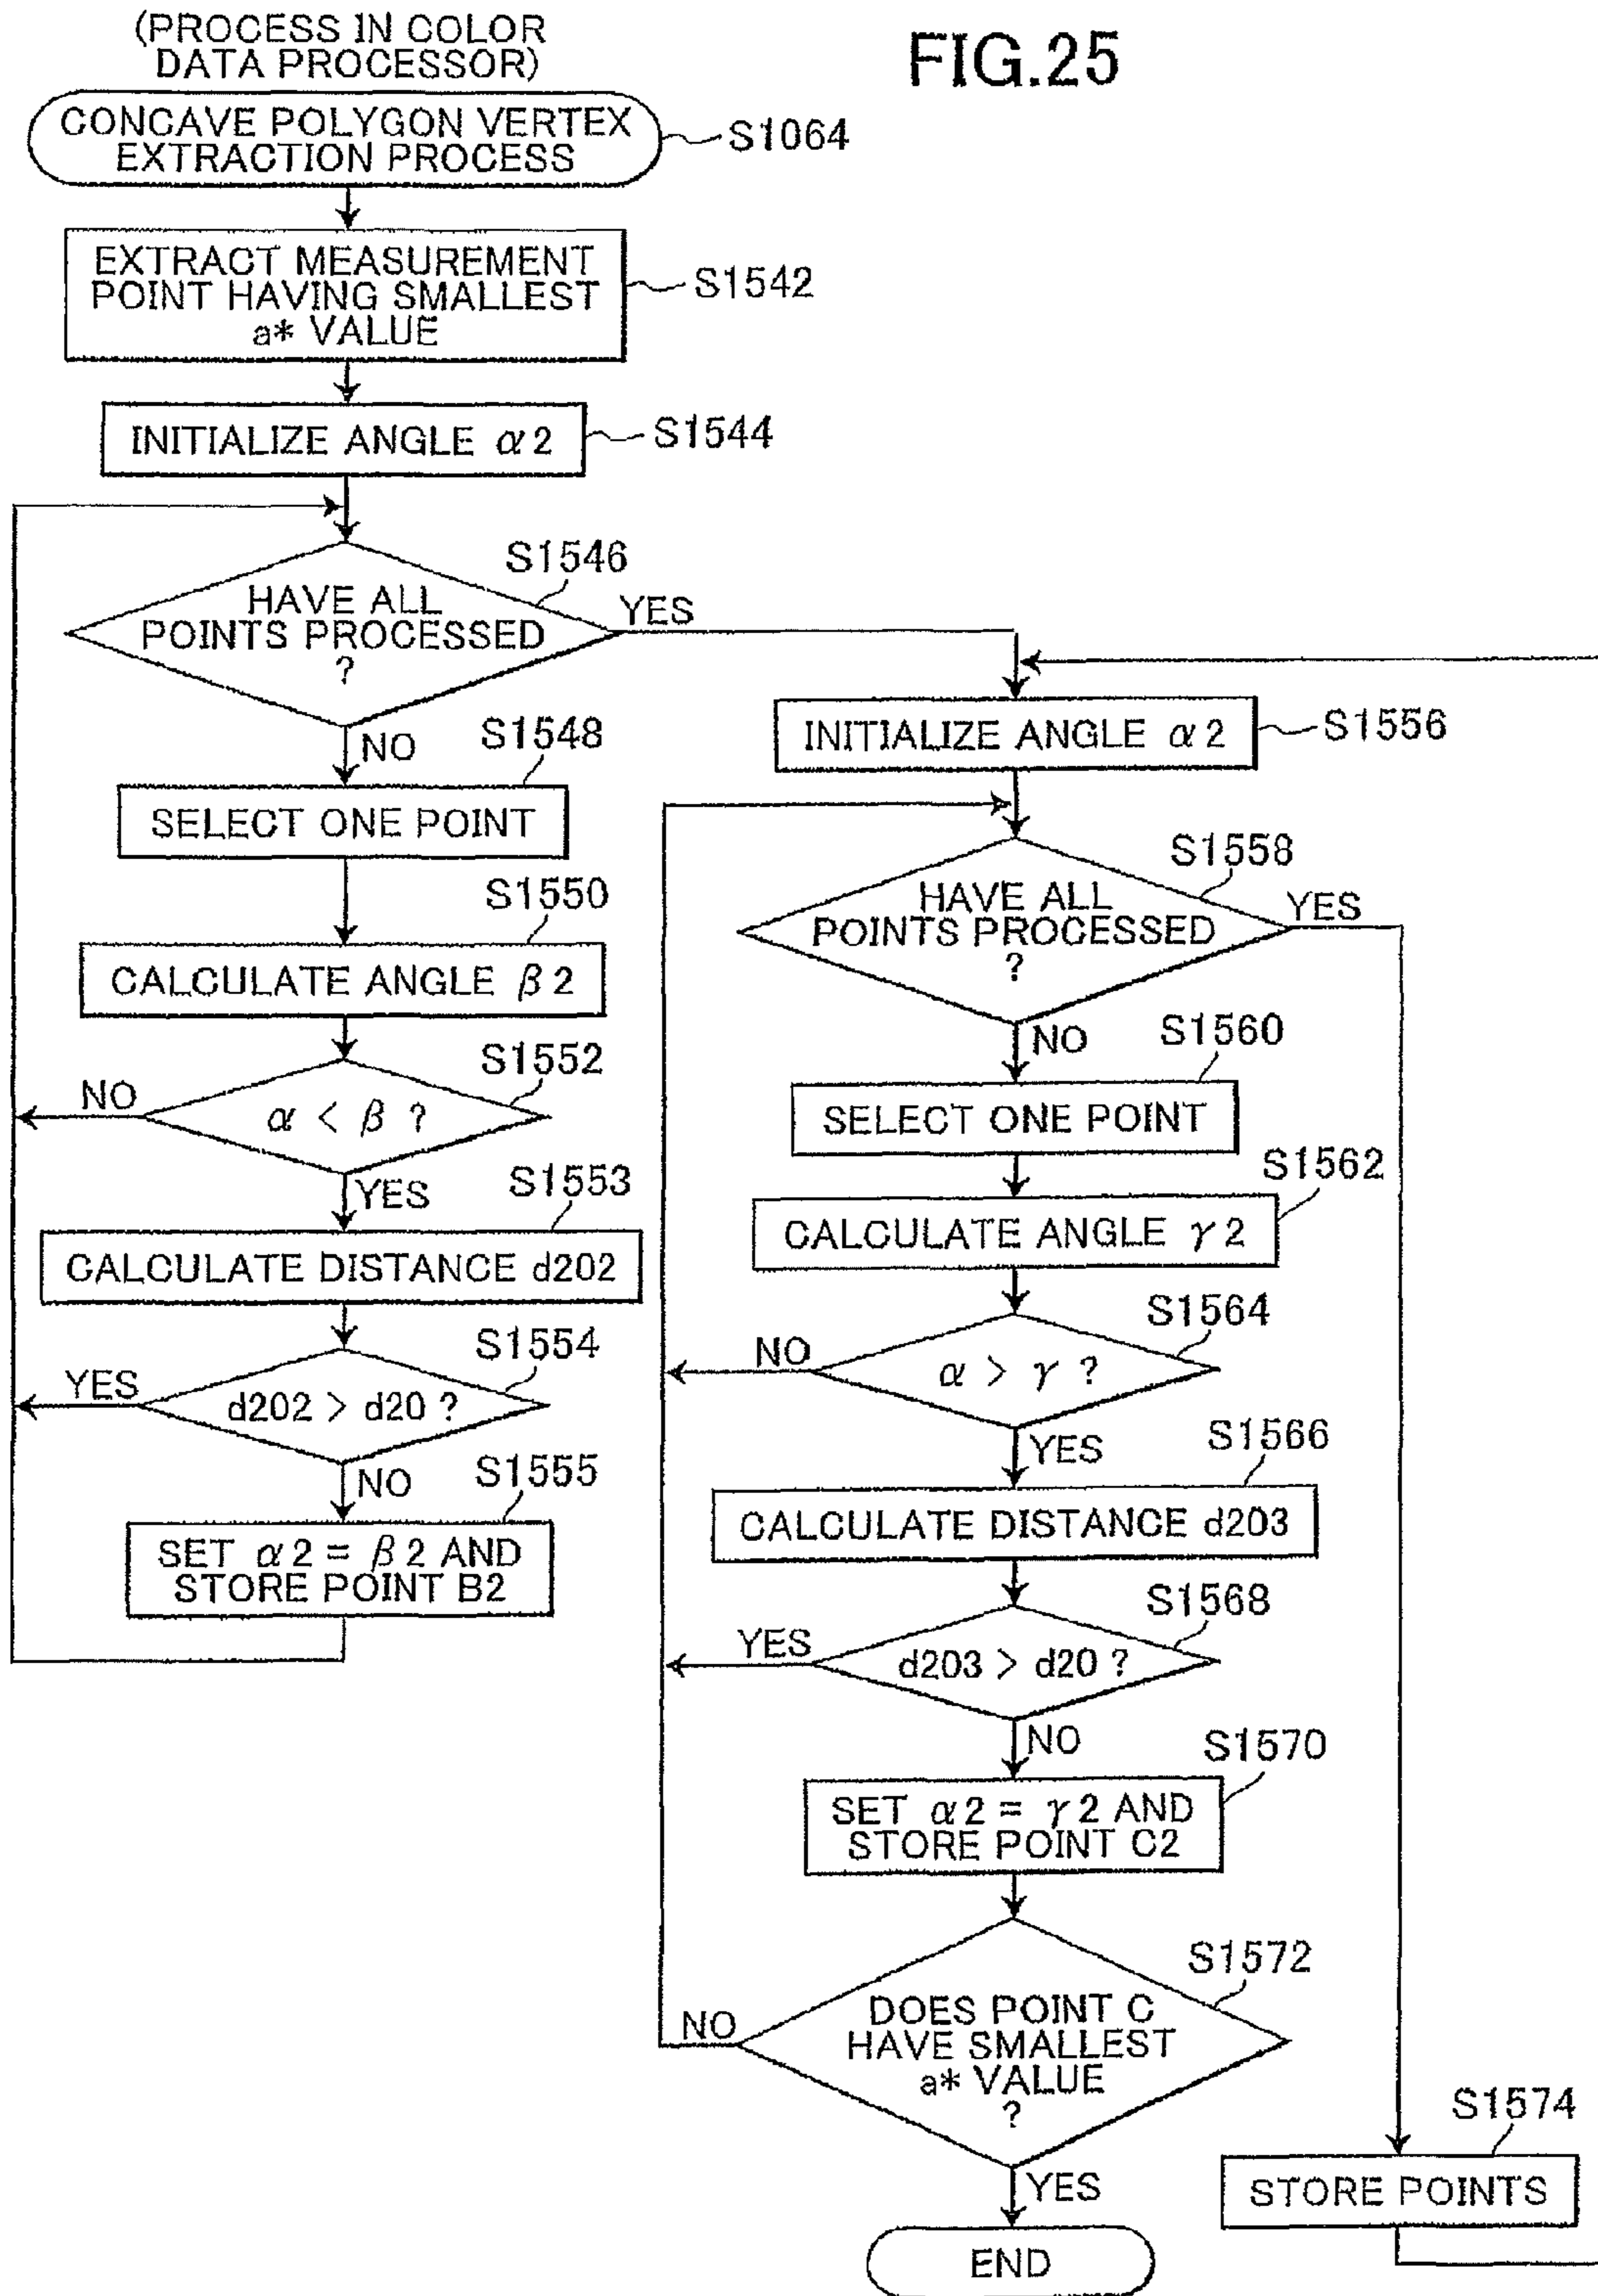 (PROCESS IN COLOR
DATA PROCESSOR)
FIG.25
CONCAVE POLYGON VERTEX
EXTRACTION PROCESS
S1064
EXTRACT MEASUREMENT
POINT HAVING SMALLEST
a* VALUE
S1542
INITIALIZE ANGLE α2
S1544
S1546
HAVE ALL
POINTS PROCESSED
?
YES
NO
S1548
SELECT ONE POINT
S1550
CALCULATE ANGLE β2
S1552
NO
α < β ?
YES
S1553
CALCULATE DISTANCE d202
S1554
YES
d202 > d20 ?
NO
S1555
SET α2 = β2 AND
STORE POINT B2
INITIALIZE ANGLE α2
S1556
S1558
HAVE ALL
POINTS PROCESSED
?
YES
NO
S1560
SELECT ONE POINT
S1562
CALCULATE ANGLE γ2
S1564
NO
α > γ ?
YES
S1566
CALCULATE DISTANCE d203
S1568
YES
d203 > d20 ?
NO
S1570
SET α2 = γ2 AND
STORE POINT C2
S1572
NO
DOES POINT C
HAVE SMALLEST
a* VALUE
?
YES
END
S1574
STORE POINTS